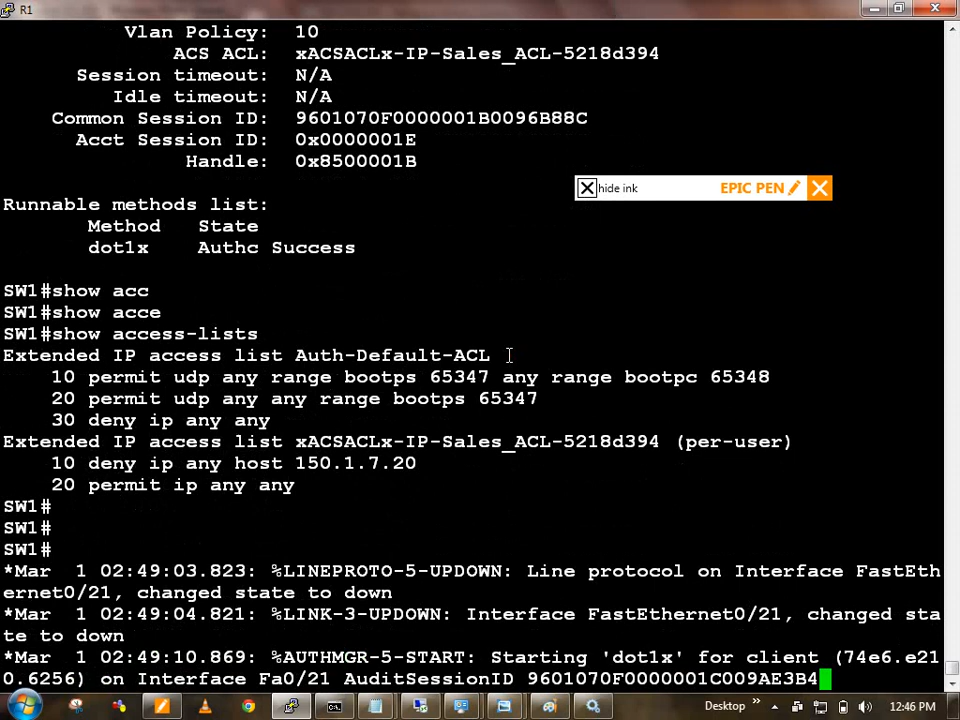 R1
Vlan Policy:  10
ACS ACL:  xACSACLx-IP-Sales_ACL-5218d394
Session timeout:  N/A
Idle timeout:  N/A
Common Session ID:  9601070F0000001B0096B88C
Acct Session ID:  0x0000001E
Handle:  0x8500001B
hide ink
EPIC PEN
Runnable methods list:
Method   State
dot1x    Authc Success
SW1#show acc
SW1#show acce
SW1#show access-lists
Extended IP access list Auth-Default-ACL
10 permit udp any range bootps 65347 any range bootpc 65348
20 permit udp any any range bootps 65347
30 deny ip any any
Extended IP access list xACSACLx-IP-Sales_ACL-5218d394 (per-user)
10 deny ip any host 150.1.7.20
20 permit ip any any
SW1#
SW1#
SW1#
*Mar  1 02:49:03.823: %LINEPROTO-5-UPDOWN: Line protocol on Interface FastEth
ernet0/21, changed state to down
*Mar  1 02:49:04.821: %LINK-3-UPDOWN: Interface FastEthernet0/21, changed sta
te to down
*Mar  1 02:49:10.869: %AUTHMGR-5-START: Starting 'dot1x' for client (74e6.e21
0.6256) on Interface Fa0/21 AuditSessionID 9601070F0000001C009AE3B4
Desktop
12:46 PM